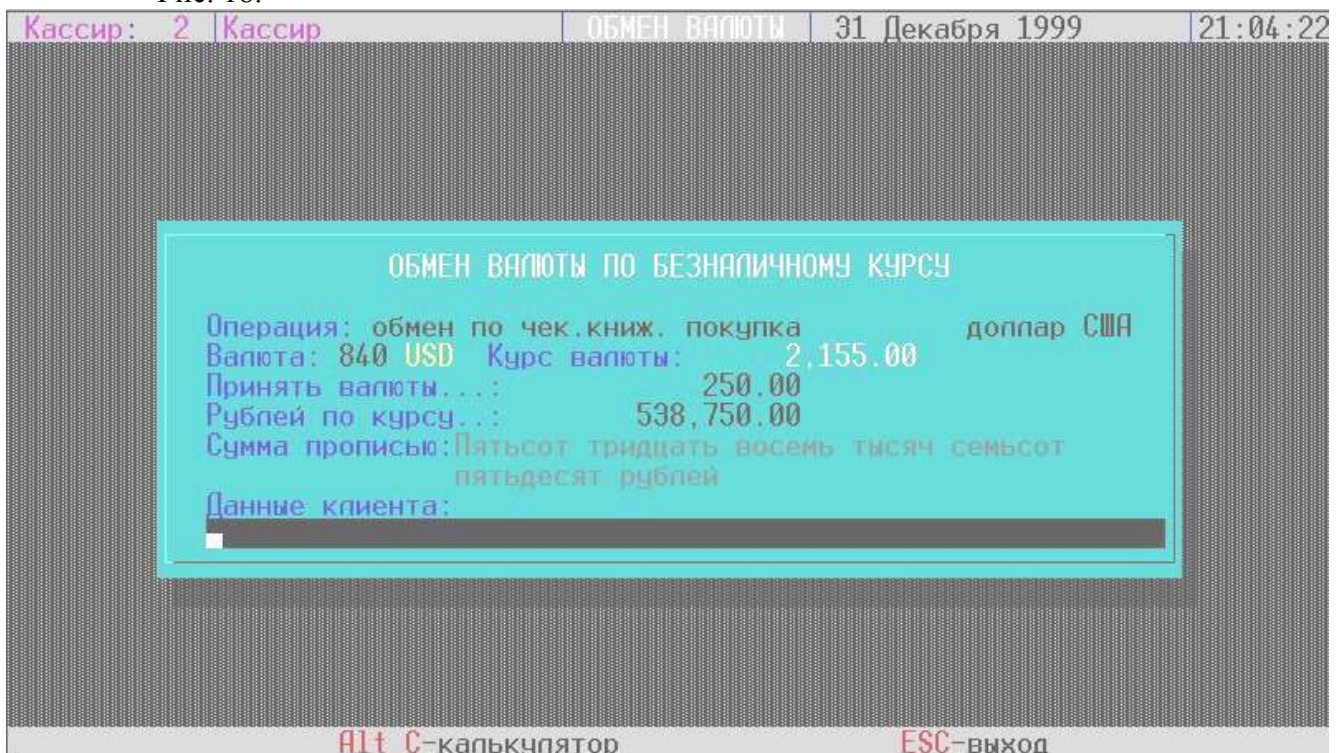 Рис. 18.
Кассир: 2 Кассир ОБМЕН ВАЛЮТЫ 31 Декабря 1999 21:04:22
ОБМЕН ВАЛЮТЫ ПО БЕЗНАЛИЧНОМУ КУРСУ
Операция: обмен по чек.книж. покупка доллар США
Валюта: 840 USD Курс валюты: 2,155.00
Принять валюты...: 250.00
Рублей по курсу..: 538,750.00
Сумма прописью:Пятьсот тридцать восемь тысяч семьсот
пятьдесят рублей
Данные клиента:
Alt C-калькулятор ESC-выход